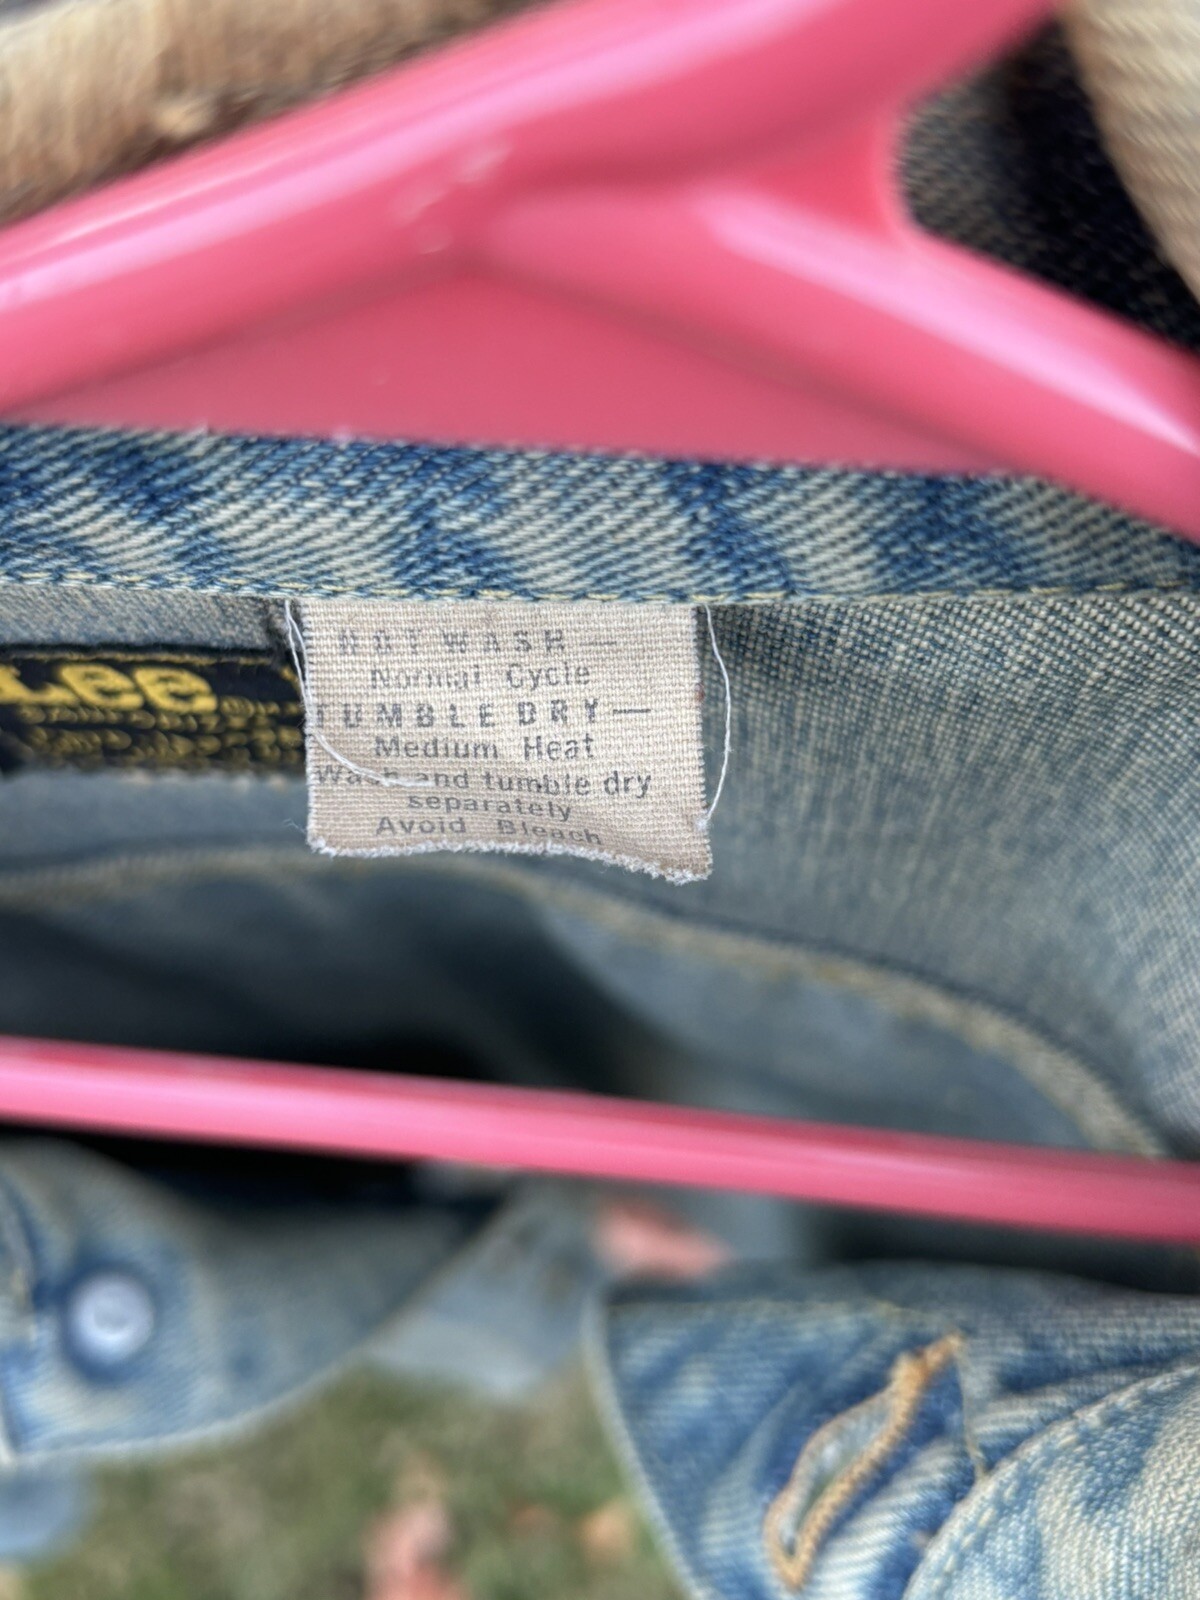 Lee
HOT WASH —
Normal Cycle
TUMBLE DRY —
Medium Heat
Wash and tumble dry
separately
Avoid Bleach